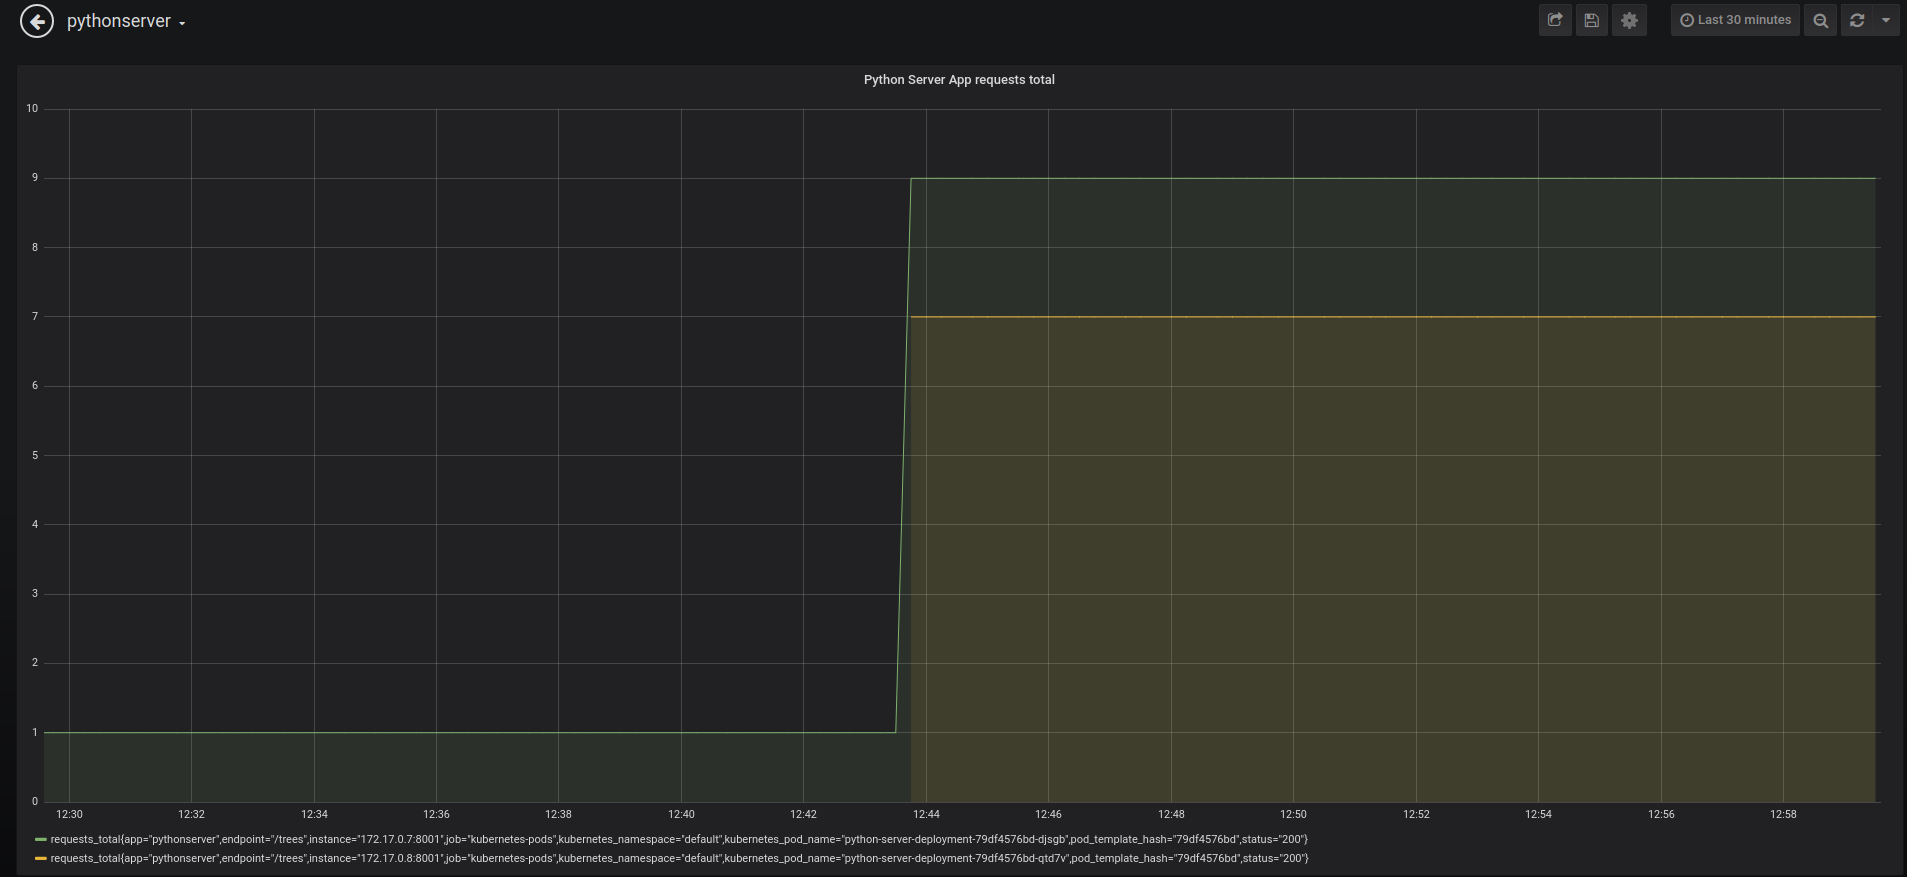 pythonserver
Last 30 minutes
Python Server App requests total
10
9
8
7
6
5
4
3
2
1
0
12:30 12:32 12:34 12:36 12:38 12:40 12:42 12:44 12:46 12:48 12:50 12:52 12:54 12:56 12:58
requests_total{app="pythonserver",endpoint="/trees",instance="172.17.0.7:8001",job="kubernetes-pods",kubernetes_namespace="default",kubernetes_pod_name="python-server-deployment-79df4576bd-djsgb",pod_template_hash="79df4576bd",status="200"}
requests_total{app="pythonserver",endpoint="/trees",instance="172.17.0.8:8001",job="kubernetes-pods",kubernetes_namespace="default",kubernetes_pod_name="python-server-deployment-79df4576bd-qtd7v",pod_template_hash="79df4576bd",status="200"}